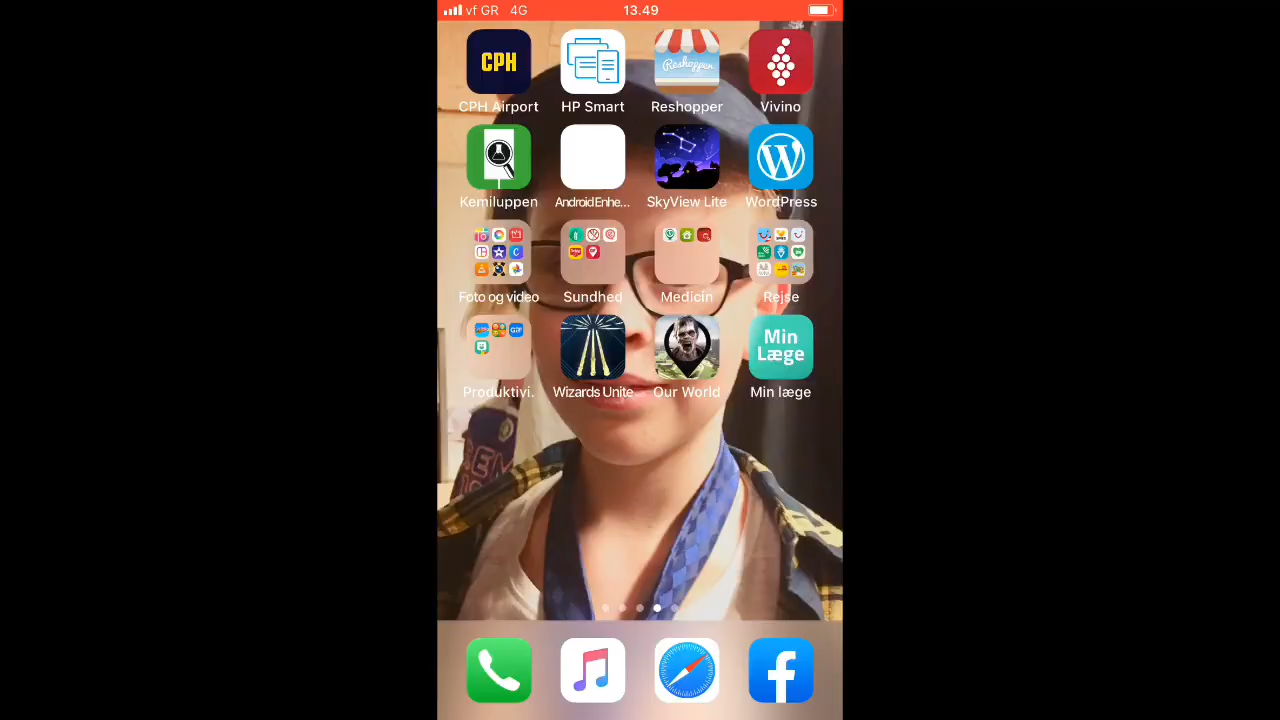 vf GR 4G 13.49
CPH
Reshopper
CPH Airport HP Smart Reshopper Vivino
Kemiluppen AndroidEnhe... SkyView Lite WordPress
Foto og video Sundhed Medicin Rejse
GIF
Min
Læge
Produktivi. Wizards Unite Our World Min læge